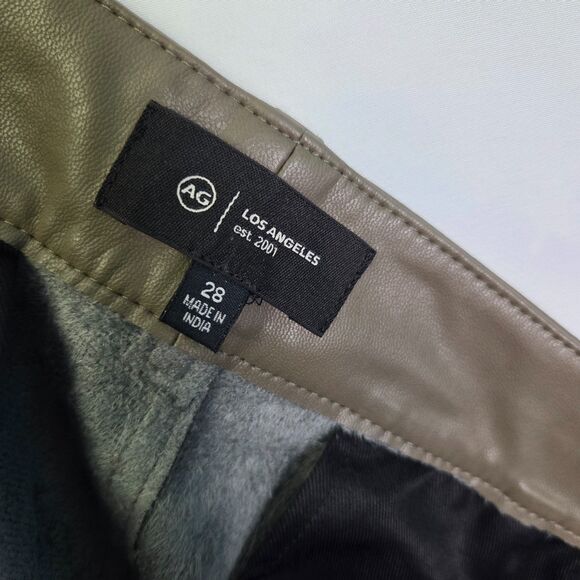 AG
LOS ANGELES
est. 2001
28
MADE IN
INDIA